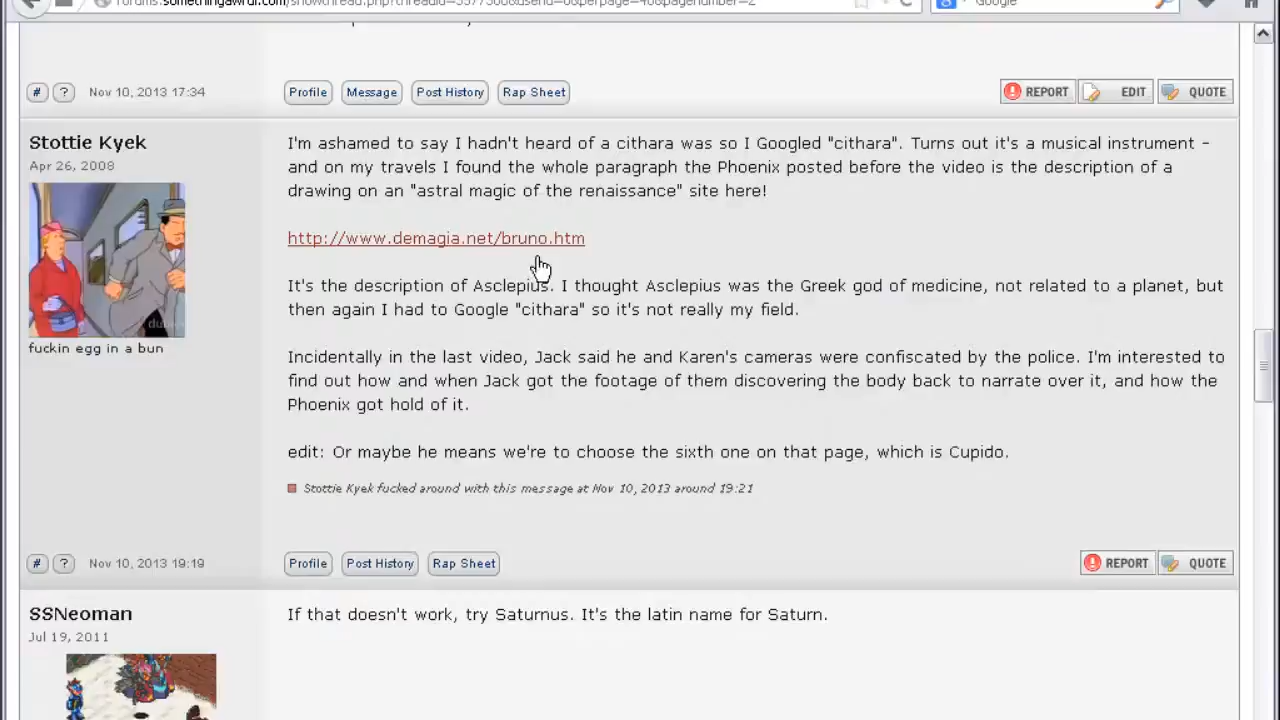 Google
# ? Nov 10, 2013 17:34 Profile Message Post History Rap Sheet REPORT EDIT QUOTE
Stottie Kyek
Apr 26, 2009
fuckin egg in a bun
I'm ashamed to say I hadn't heard of a cithara was so I Googled "cithara". Turns out it's a musical instrument -
and on my travels I found the whole paragraph the Phoenix posted before the video is the description of a
drawing on an "astral magic of the renaissance" site here!
http://www.demagia.net/bruno.htm
It's the description of Asclepius. I thought Asclepius was the Greek god of medicine, not related to a planet, but
then again I had to Google "cithara" so it's not really my field.
Incidentally in the last video, Jack said he and Karen's cameras were confiscated by the police. I'm interested to
find out how and when Jack got the footage of them discovering the body back to narrate over it, and how the
Phoenix got hold of it.
edit: Or maybe he means we're to choose the sixth one on that page, which is Cupido.
Stottie Kyek fucked around with this message at Nov 10, 2013 around 19:21
# ? Nov 10, 2013 19:19 Profile Post History Rap Sheet REPORT QUOTE
SSNeoman
Jul 19, 2011
If that doesn't work, try Saturnus. It's the latin name for Saturn.